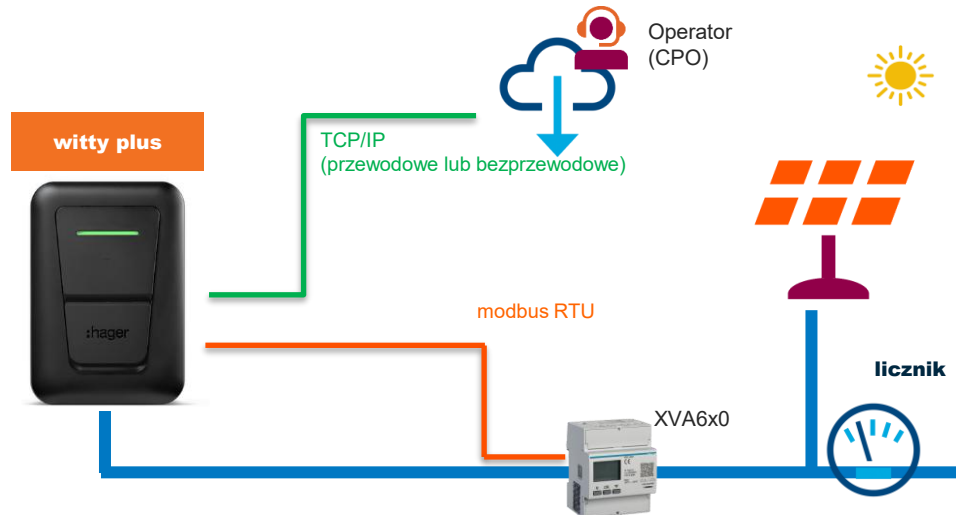 Operator
(CPO)
witty plus
TCP/IP
(przewodowe lub bezprzewodowe)
:hager
modbus RTU
licznik
XVA6x0